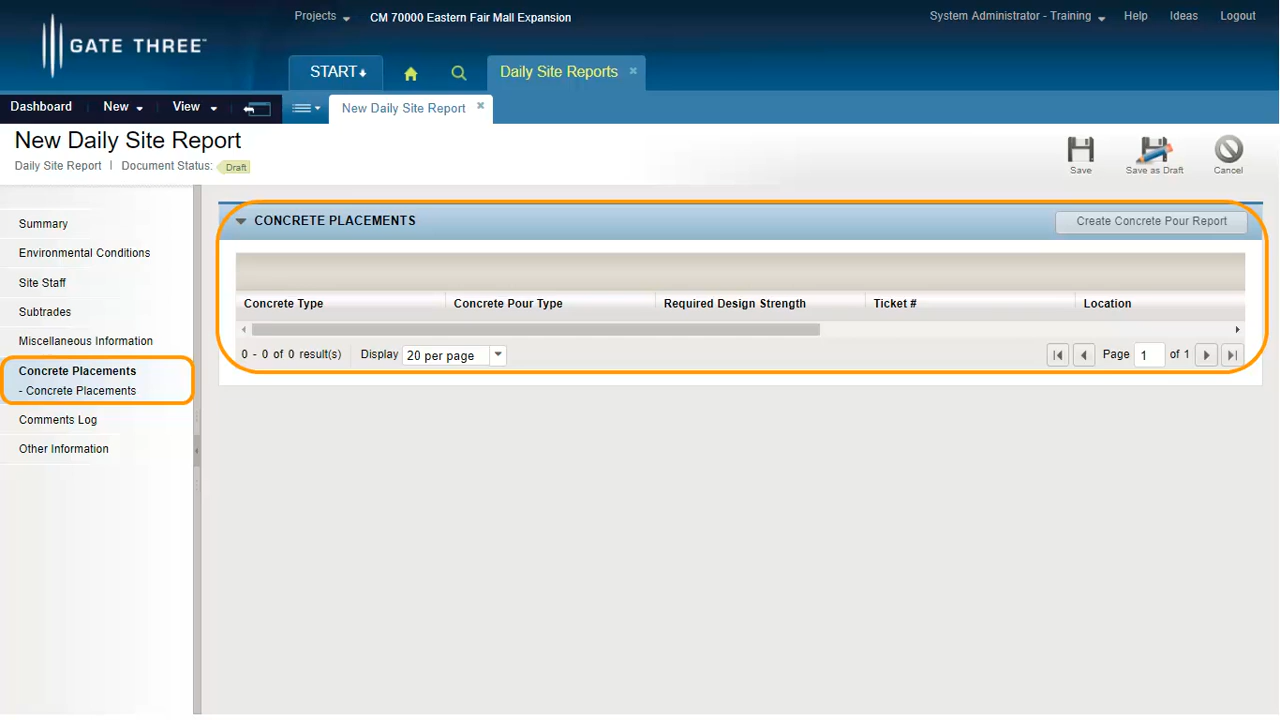 Projects CM 70000 Eastern Fair Mall Expansion System Administrator - Training Help Ideas Logout
GATE THREE™
START Daily Site Reports
Dashboard New View New Daily Site Report
New Daily Site Report
Daily Site Report | Document Status: Draft
Save Save as Draft Cancel
Summary
Environmental Conditions
Site Staff
Subtrades
Miscellaneous Information
Concrete Placements
- Concrete Placements
Comments Log
Other Information
CONCRETE PLACEMENTS Create Concrete Pour Report
Concrete Type Concrete Pour Type Required Design Strength Ticket # Location
0 - 0 of 0 result(s) Display 20 per page Page 1 of 1